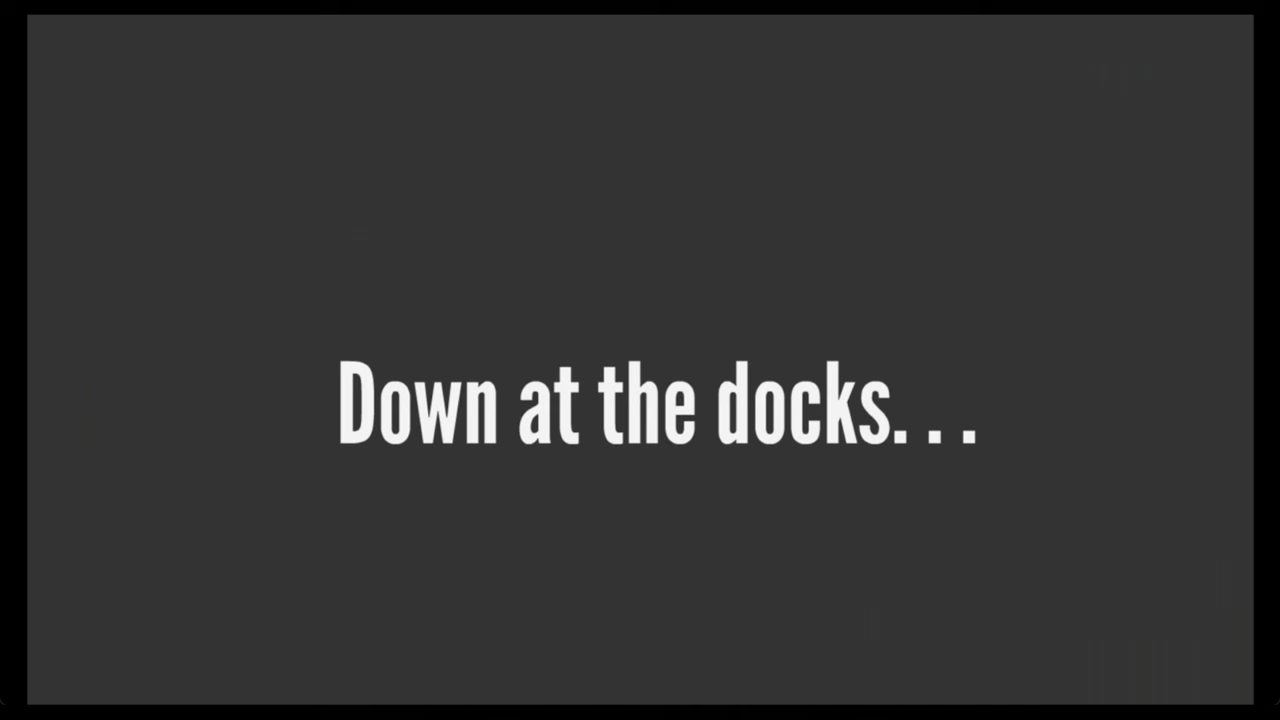 Down at the docks. . .